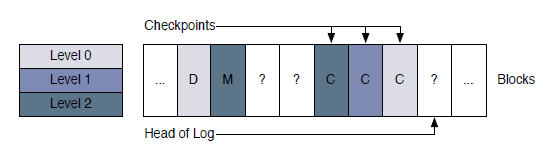 Checkpoints
Level 0
Level 1
Level 2
... D M ? ? C C C ? ...
Blocks
Head of Log